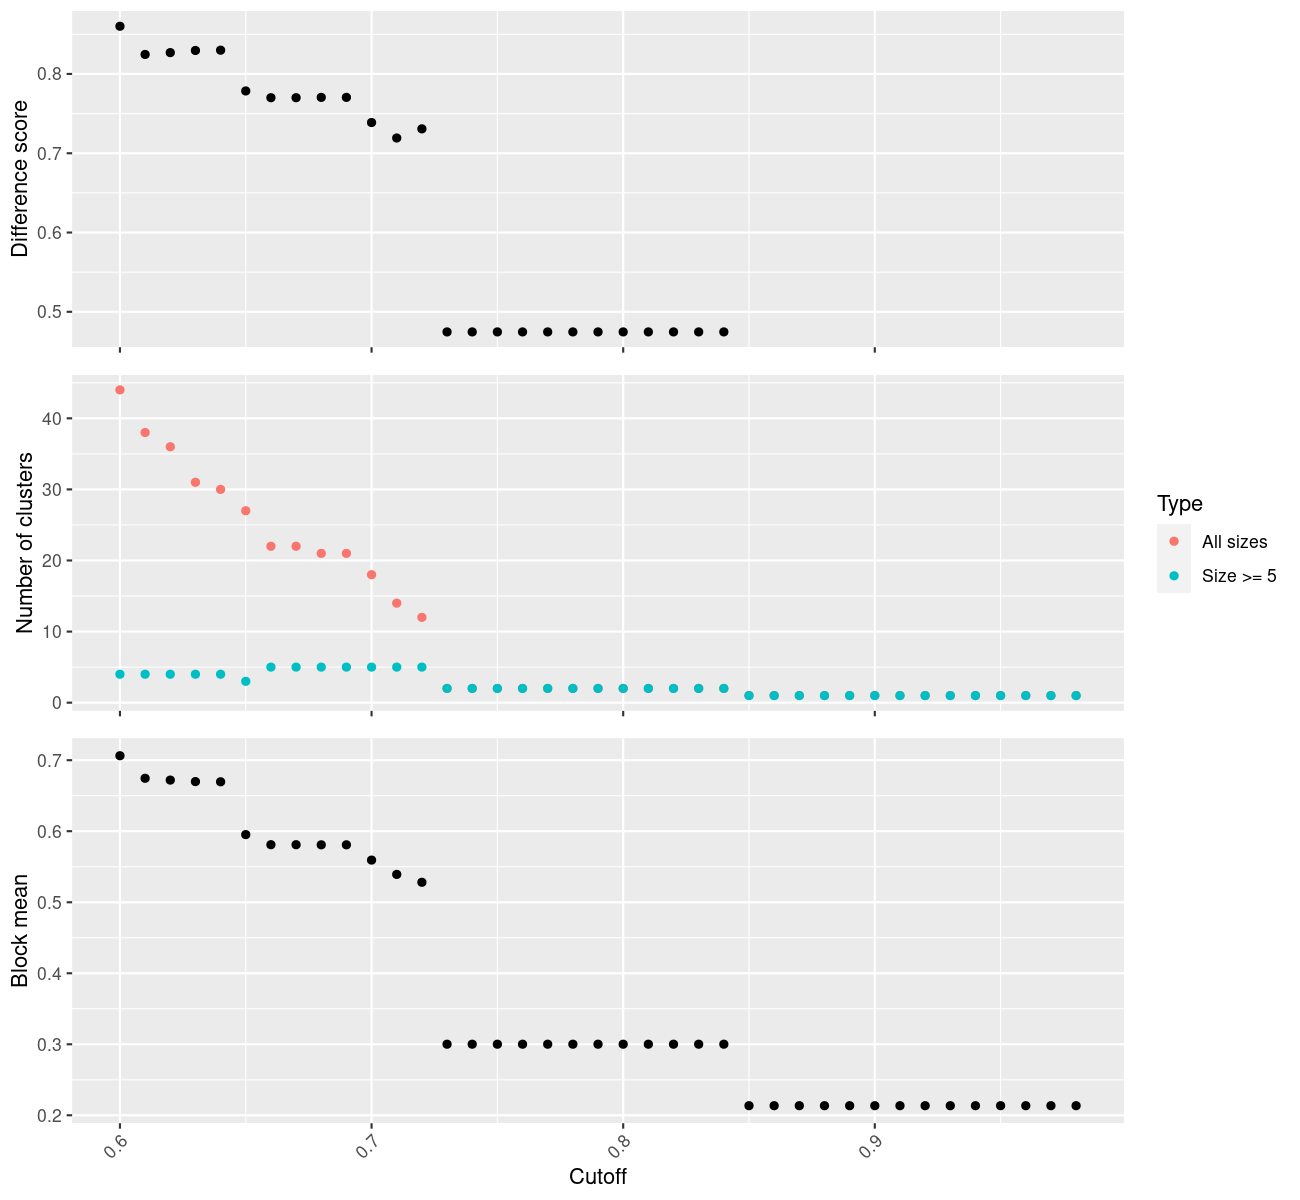 Difference score
0.8
0.7
0.6
0.5
Number of clusters
40
30
20
10
0
Type
All sizes
Size >= 5
Block mean
0.7
0.6
0.5
0.4
0.3
0.2
0.6
0.7
0.8
0.9
Cutoff